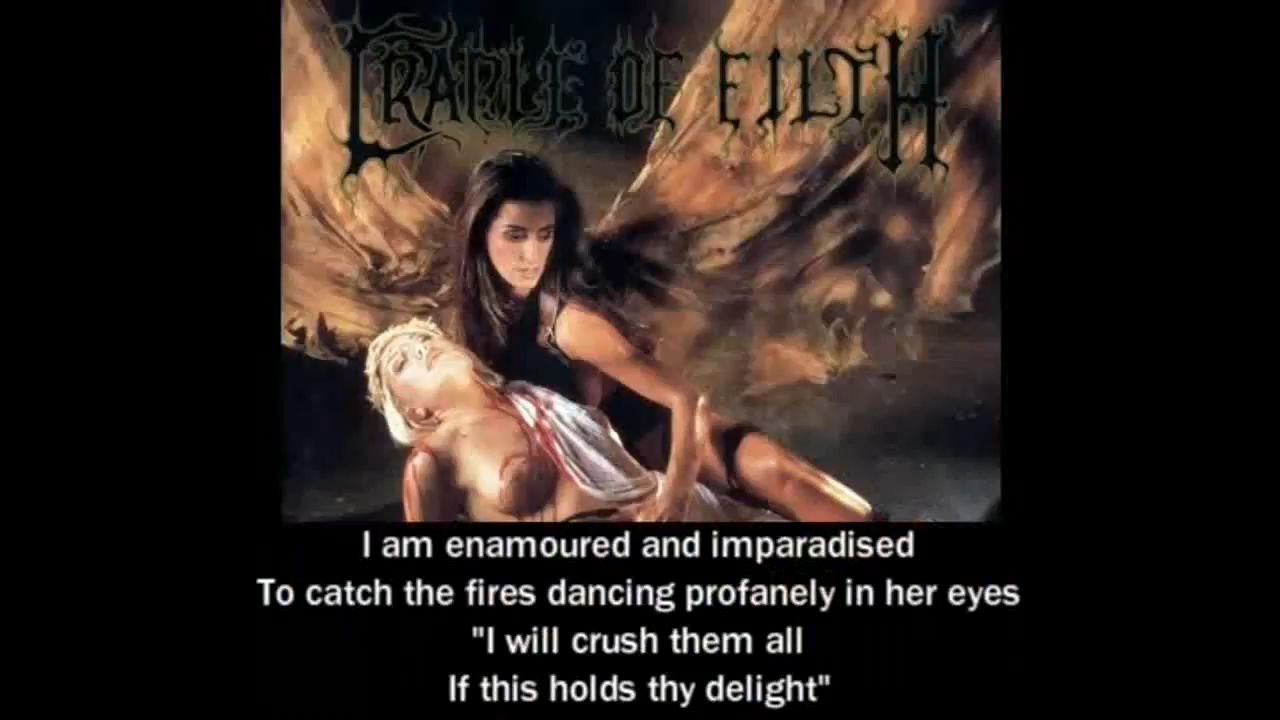 CRADLE OF FILTH
I am enamoured and imparadised
To catch the fires dancing profanely in her eyes
"I will crush them all
If this holds thy delight"